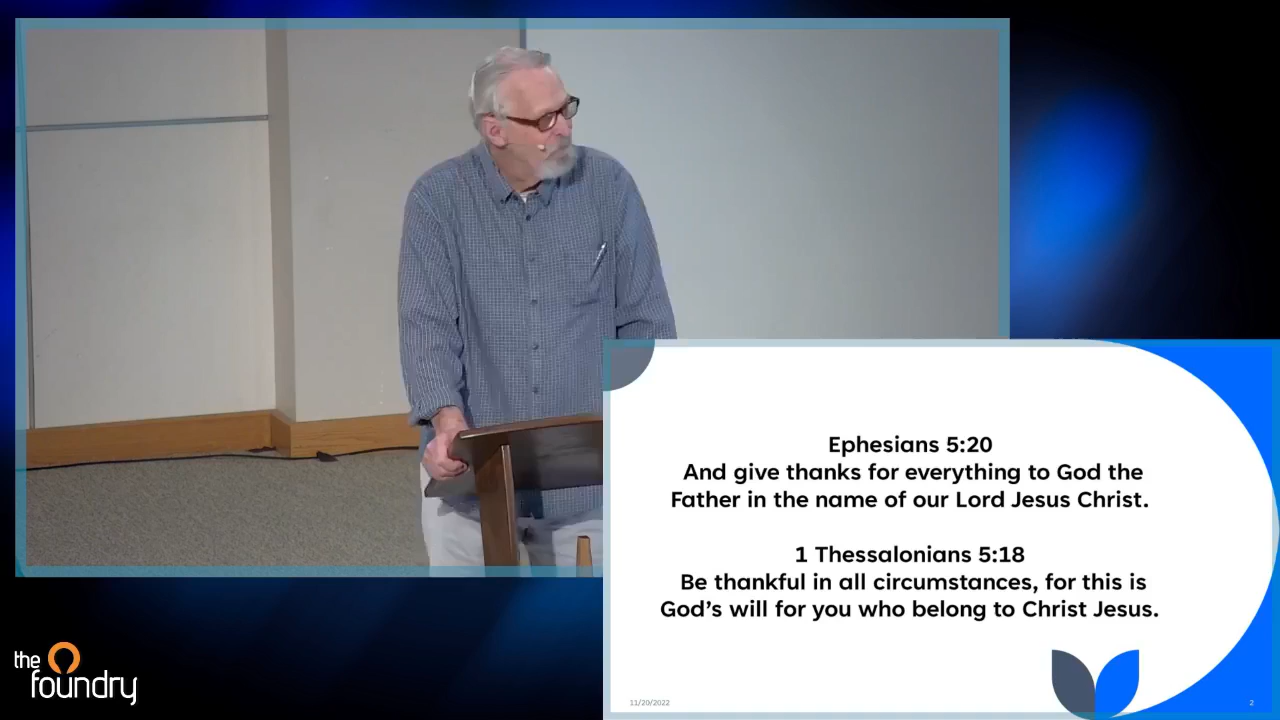 Ephesians 5:20
And give thanks for everything to God the
Father in the name of our Lord Jesus Christ.
1 Thessalonians 5:18
Be thankful in all circumstances, for this is
God's will for you who belong to Christ Jesus.
11/20/2022
2
the
foundry